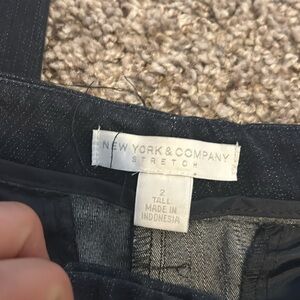 NEW YORK & COMPANY
STRETCH
2
TALL
MADE IN
INDONESIA